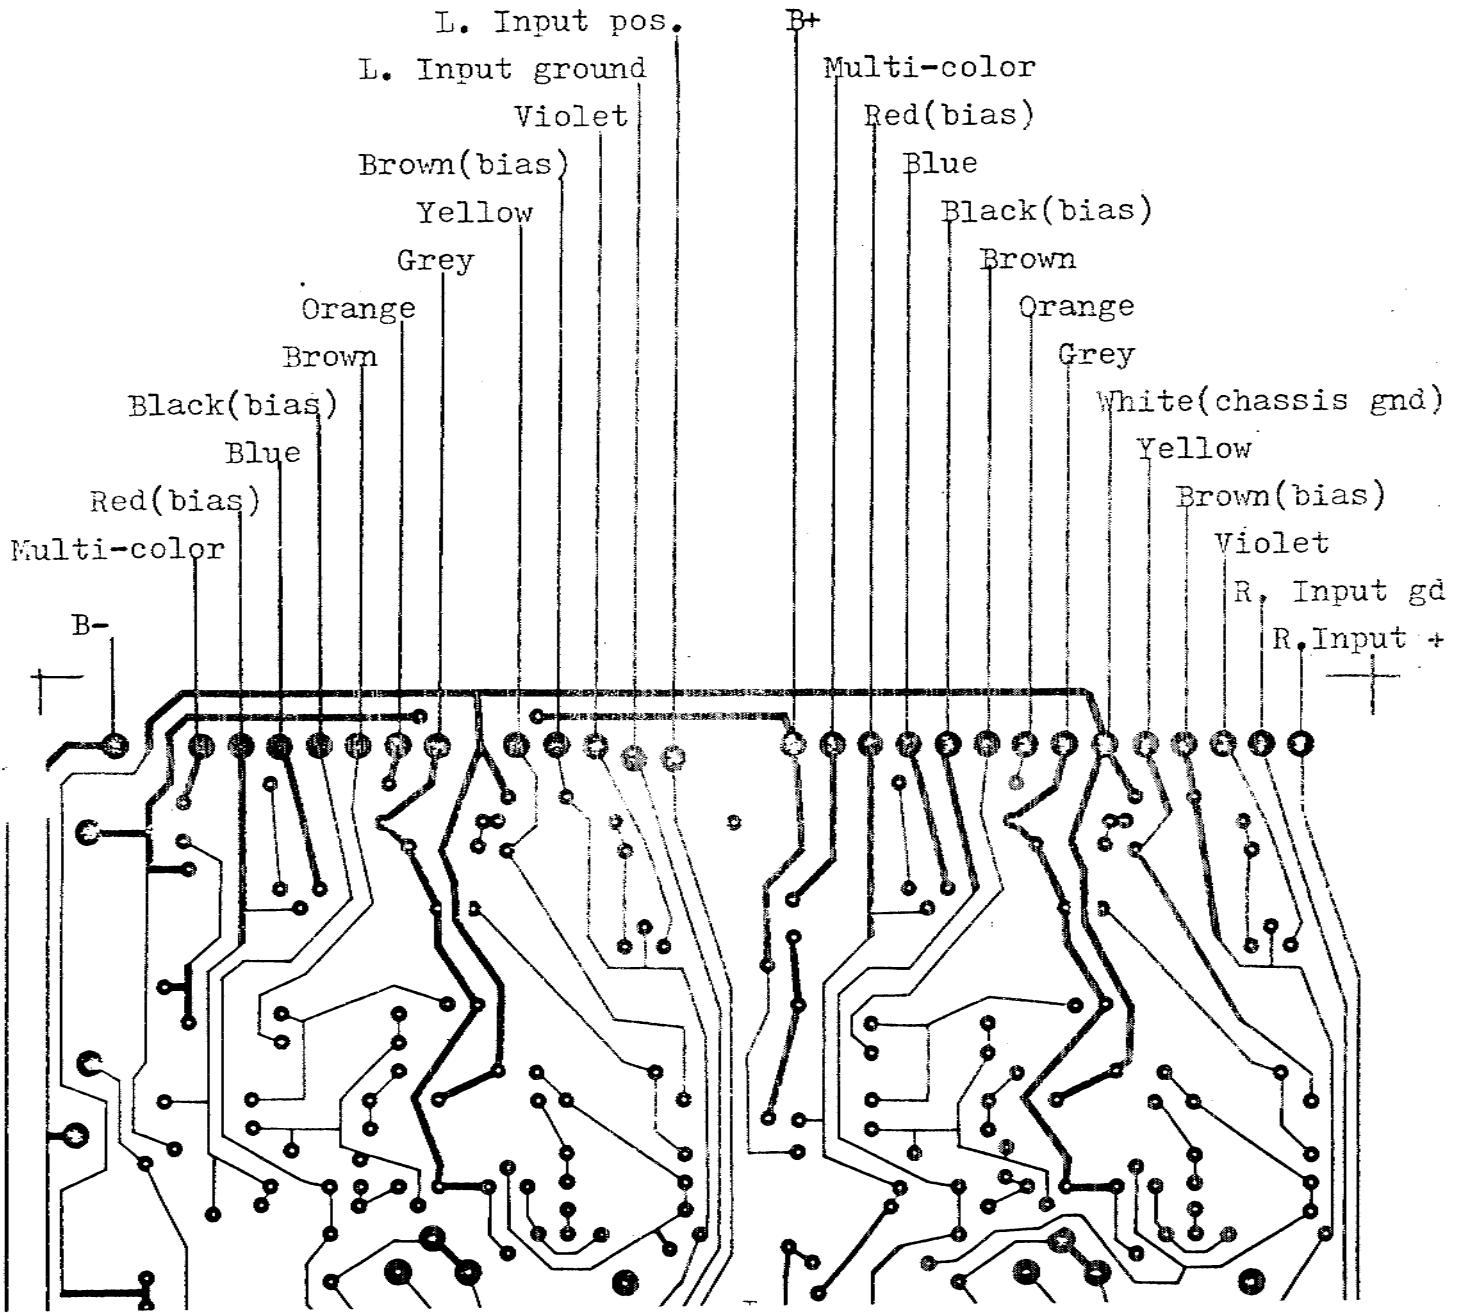 L. Input pos.
B+
L. Input ground
Multi-color
Violet
Red(bias)
Brown(bias)
Blue
Yellow
Black(bias)
Grey
Brown
Orange
Orange
Brown
Grey
Black(bias)
White(chassis gnd)
Blue
Yellow
Red(bias)
Brown(bias)
Multi-color
Violet
R. Input gd
B-
R.Input +